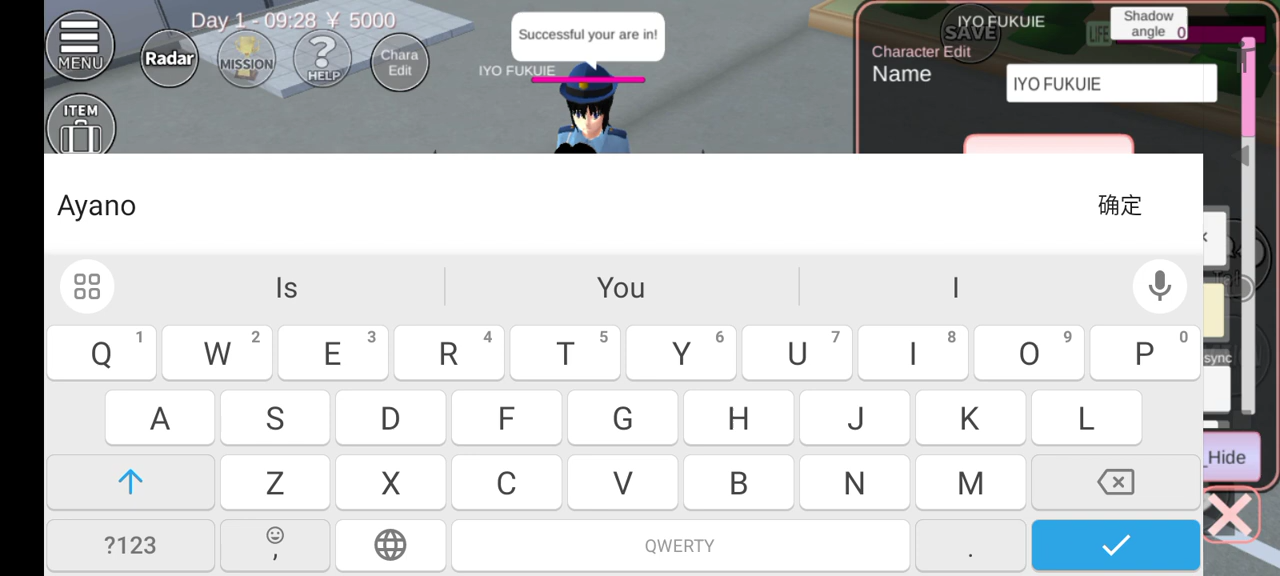 Day 1 - 09:28 ¥ 5000
MENU
Radar
MISSION
?
HELP
Chara
Edit
ITEM
Successful your are in!
IYO FUKUIE
IYO FUKUIE
SAVE
LIFE
Shadow
angle 0
Character Edit
Name
IYO FUKUIE
Ayano
确定
Is You I
Q 1 W 2 E 3 R 4 T 5 Y 6 U 7 I 8 O 9 P 0
A S D F G H J K L
Z X C V B N M
?123 , QWERTY .
sync
Hide